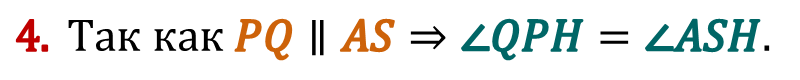 4. Так как PQ ∥ AS ⇒ ∠QPH = ∠ASH.